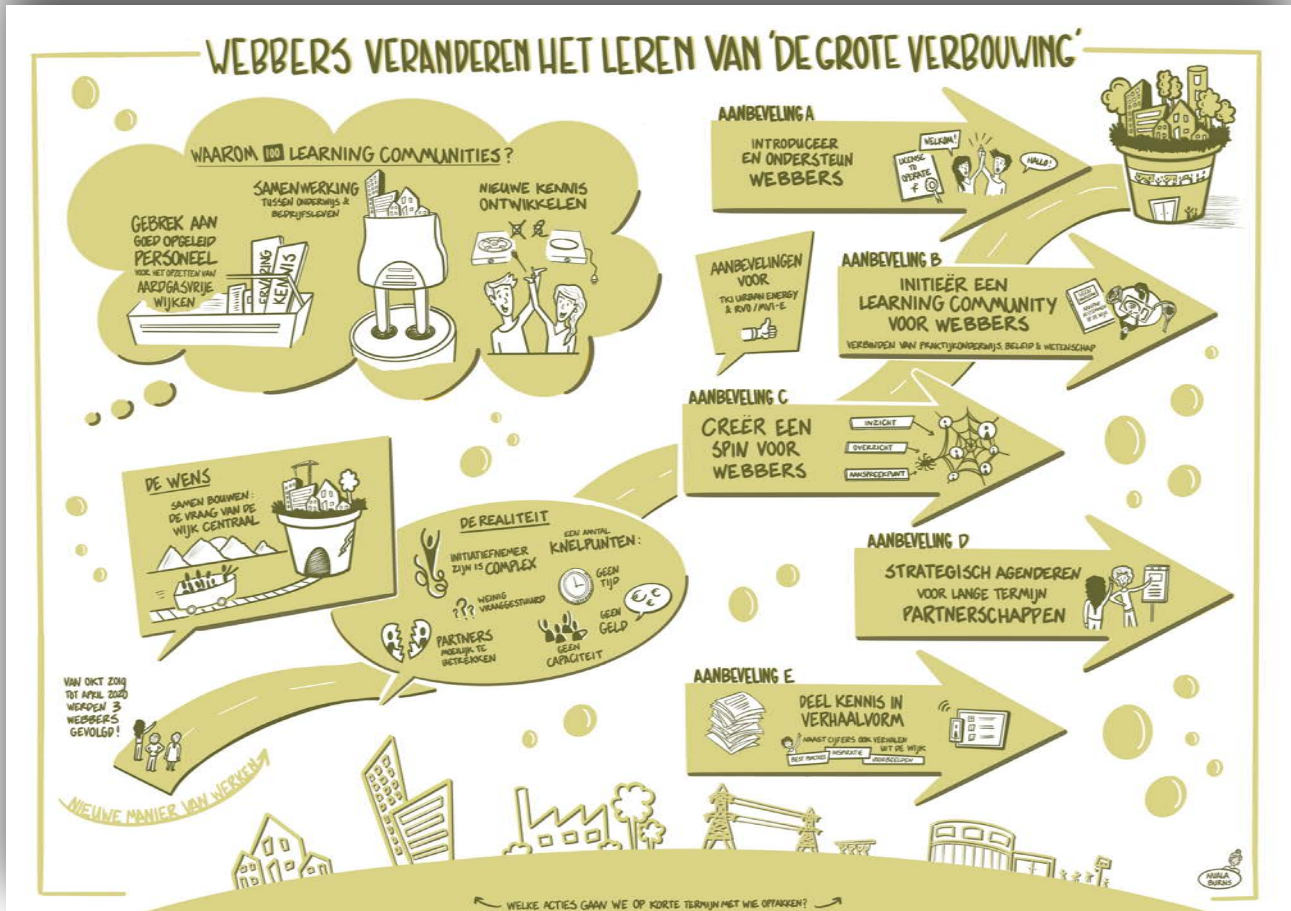 WEBBERS VERANDEREN HET LEREN VAN 'DE GROTE VERBOUWING'
WAAROM 100 LEARNING COMMUNITIES?
GEBREK AAN
GOED OPGELEID
PERSONEEL
VOOR HET OPZETTEN VAN
AARDGASVRIJE
WIJKEN
ERVARING
KENNIS
SAMENWERKING
TUSSEN ONDERWIJS &
BEDRIJFSLEVEN
NIEUWE KENNIS
ONTWIKKELEN
DE WENS
SAMEN BOUWEN:
DE VRAAG VAN DE
WIJK CENTRAAL
DE REALITEIT
INITIATIEFNEMER
ZIJN IS COMPLEX
??? WEINIG
VRAAGGESTUURD
PARTNERS
MOEILIJK TE
BETREKKEN
EEN AANTAL
KNELPUNTEN:
GEEN
TIJD
GEEN
GELD
€ € €
GEEN
CAPACITEIT
VAN OKT 2019
TOT APRIL 2020
WERDEN 3
WEBBERS
GEVOLGD!
NIEUWE MANIER VAN WERKEN
AANBEVELINGEN
VOOR
TKI URBAN ENERGY
& RVO/MVI-E
AANBEVELING A
INTRODUCEER
EN ONDERSTEUN
WEBBERS
LICENSE
TO
OPERATE
WELKOM!
HALLO!
AANBEVELING B
INITIEËR EEN
LEARNING COMMUNITY
VOOR WEBBERS
VERBINDEN VAN PRAKTIJKONDERWIJS, BELEID & WETENSCHAP
AANBEVELING C
CREËR EEN
SPIN VOOR
WEBBERS
INZICHT
OVERZICHT
AANSPREEKPUNT
AANBEVELING D
STRATEGISCH AGENDEREN
VOOR LANGE TERMIJN
PARTNERSCHAPPEN
AANBEVELING E
DEEL KENNIS IN
VERHAALVORM
NAAST CIJFERS OOK VERHALEN
UIT DE WIJK
BEST PRACTICES
INSPIRATIE
VOORBEELDEN
NUALA
BURNS
WELKE ACTIES GAAN WE OP KORTE TERMIJN MET WIE OPPAKKEN?